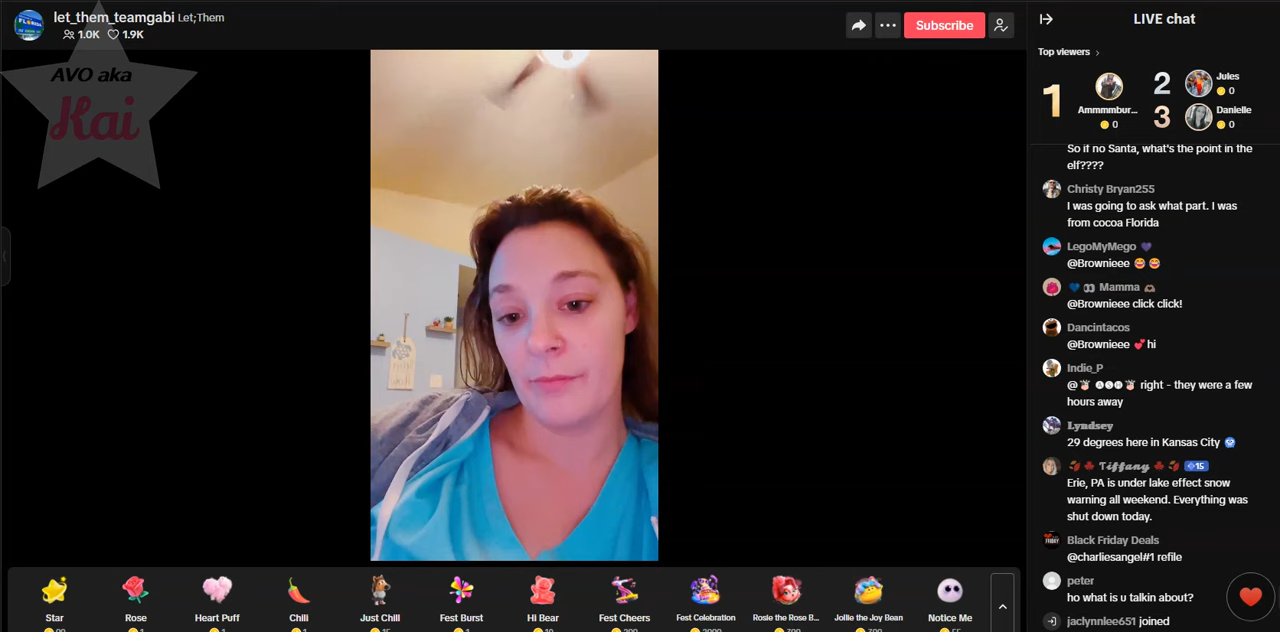 let_them_teamgabi Let;Them
1.0K 1.9K
Subscribe
AVO aka
Kai
LIVE chat
Top viewers
1 Ammmmbur... 0
2 Jules 0
3 Danielle 0
So if no Santa, what's the point in the
elf????
Christy Bryan255
I was going to ask what part. I was
from cocoa Florida
LegoMyMego 💜
@Brownieee 😂 😂
💙 👀 Mamma 🫶🏽
@Brownieee click click!
Dancintacos
@Brownieee 💕 hi
Indie_P
right - they were a few
hours away
Lyndsey
29 degrees here in Kansas City 🥶
🍂 🍁 Tiffany 🍁 🍂 15
Erie, PA is under lake effect snow
warning all weekend. Everything was
shut down today.
Black Friday Deals
@charliesangel#1 refile
peter
ho what is u talkin about?
jaclynnlee651 joined
Star
Rose
Heart Puff
Chili
Just Chill
Fest Burst
Hi Bear
Fest Cheers
Fest Celebration
Rosie the Rose B...
Jollie the Joy Bean
Notice Me